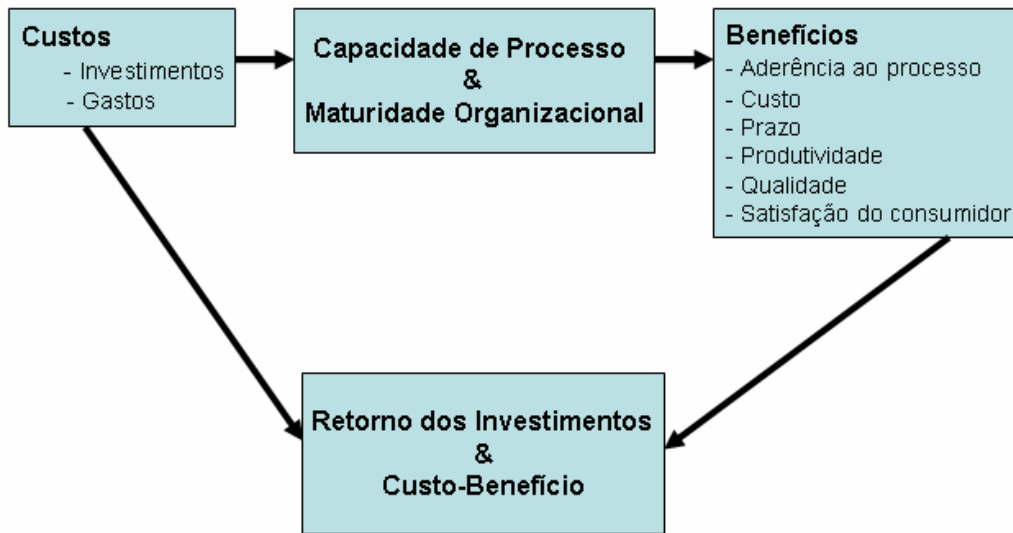 Custos
- Investimentos
- Gastos
Capacidade de Processo
&
Maturidade Organizacional
Benefícios
- Aderência ao processo
- Custo
- Prazo
- Produtividade
- Qualidade
- Satisfação do consumidor
Retorno dos Investimentos
&
Custo-Benefício